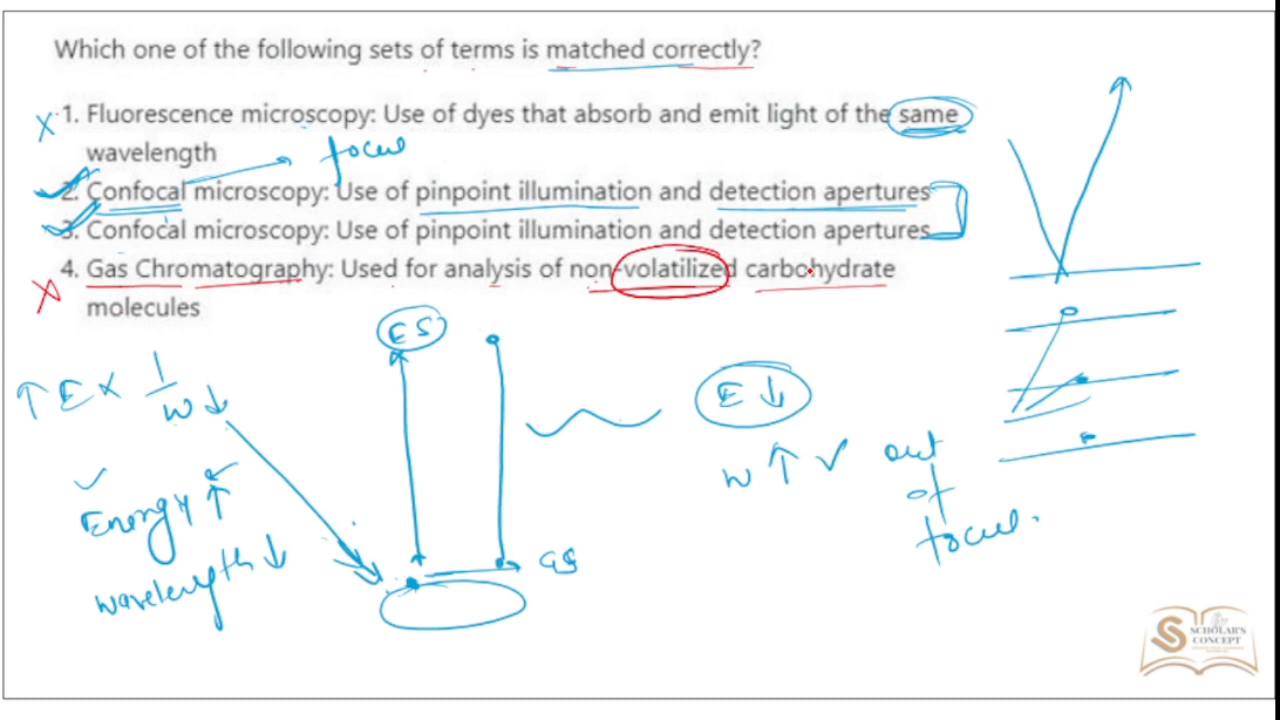 Which one of the following sets of terms is matched correctly?
X 1. Fluorescence microscopy: Use of dyes that absorb and emit light of the same
wavelength
focus
2. Confocal microscopy: Use of pinpoint illumination and detection apertures
3. Confocal microscopy: Use of pinpoint illumination and detection apertures
4. Gas Chromatography: Used for analysis of non-volatilized carbohydrate
X molecules
ES
↑ E ∝ 1/w ↓
E ↓
w ↑ ✓
out
of
focus.
✓
Energy ↑
wavelength ↓
GS
SCHOLAR'S
CONCEPT